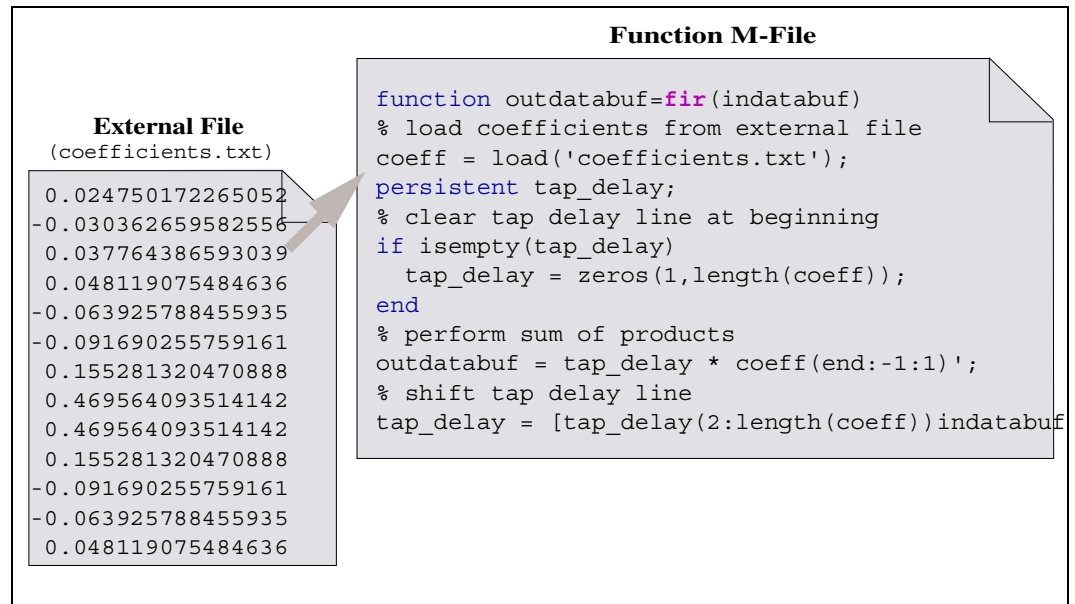 Function M-File
function outdatabuf=fir(indatabuf)
% load coefficients from external file
coeff = load('coefficients.txt');
persistent tap_delay;
% clear tap delay line at beginning
if isempty(tap_delay)
  tap_delay = zeros(1,length(coeff));
end
% perform sum of products
outdatabuf = tap_delay * coeff(end:-1:1)';
% shift tap delay line
tap_delay = [tap_delay(2:length(coeff))indatabuf
External File
(coefficients.txt)
0.024750172265052
-0.030362659582556
0.037764386593039
0.048119075484636
-0.063925788455935
-0.091690255759161
0.155281320470888
0.469564093514142
0.469564093514142
0.155281320470888
-0.091690255759161
-0.063925788455935
0.048119075484636